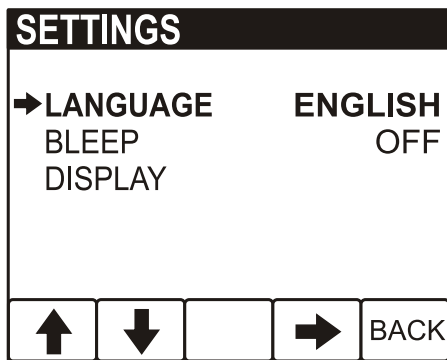 SETTINGS
LANGUAGE ENGLISH
BLEEP OFF
DISPLAY
BACK